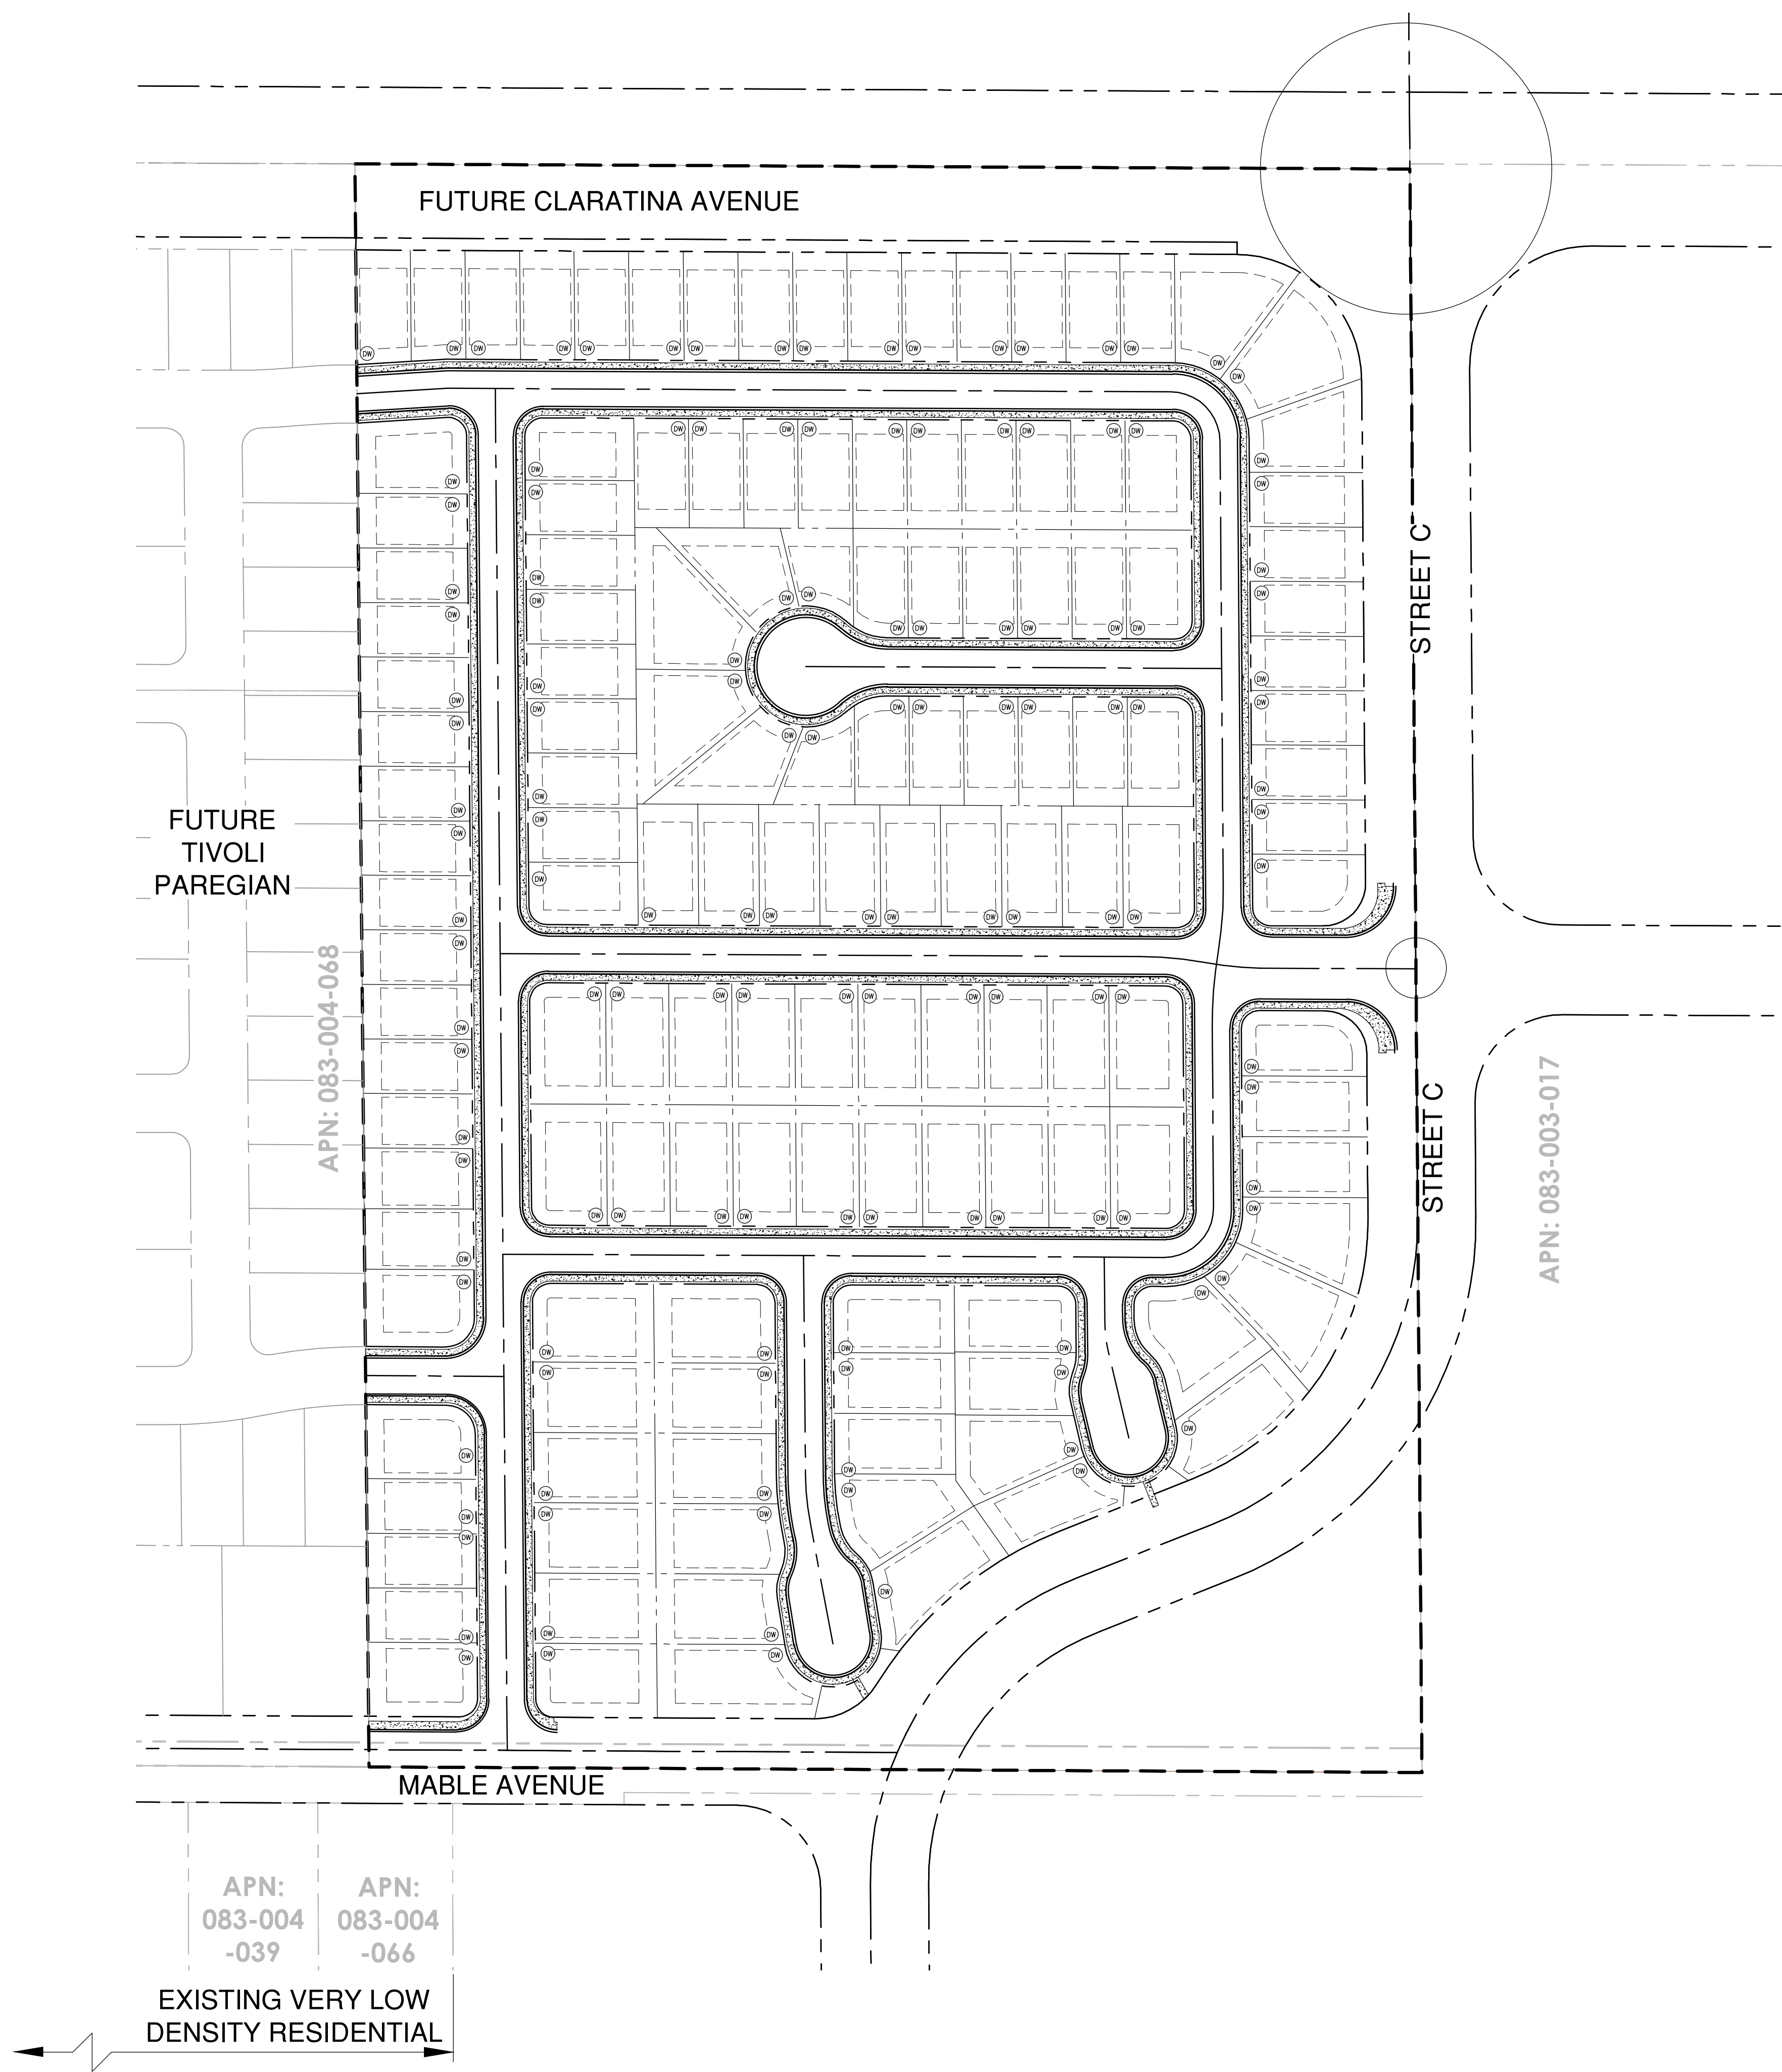 FUTURE CLARATINA AVENUE
STREET C
FUTURE
TIVOLI
PAREGIAN
APN: 083-004-068
STREET C
APN: 083-003-017
MABLE AVENUE
APN:
083-004
-039
APN:
083-004
-066
EXISTING VERY LOW
DENSITY RESIDENTIAL